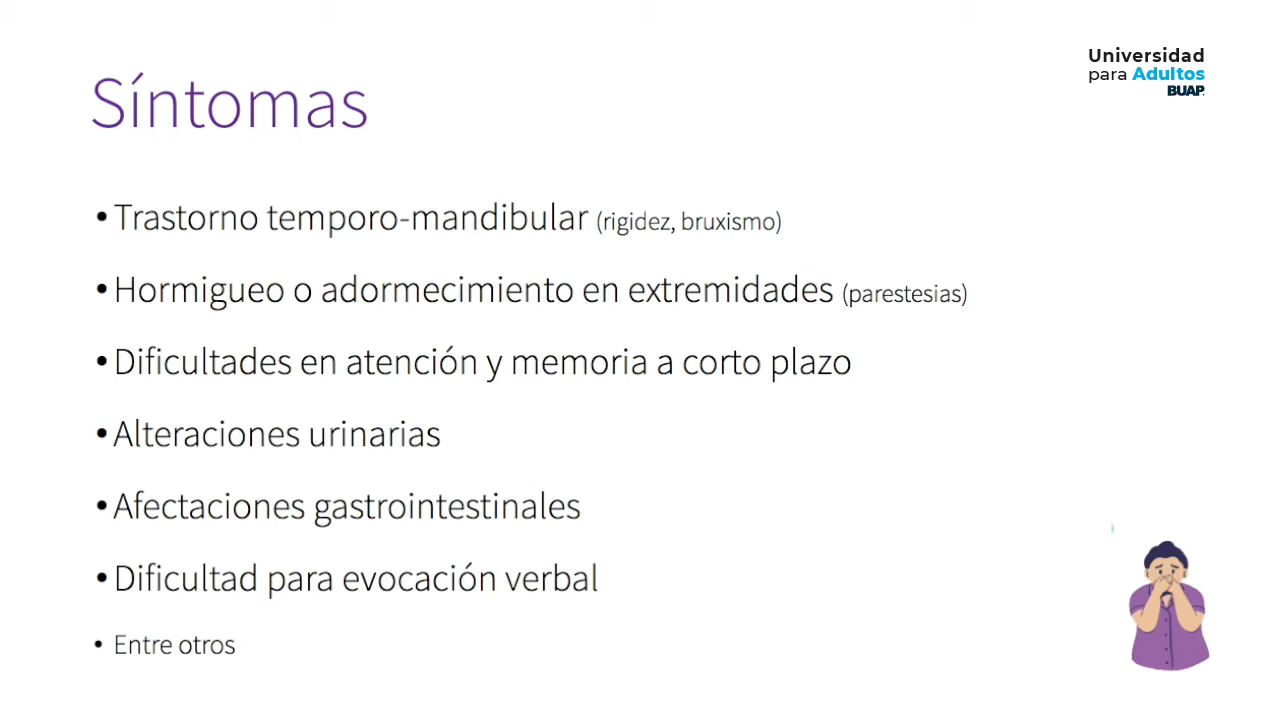 Universidad
para Adultos
BUAP
Síntomas
• Trastorno temporo-mandibular (rigidez, bruxismo)
• Hormigueo o adormecimiento en extremidades (parestesias)
• Dificultades en atención y memoria a corto plazo
• Alteraciones urinarias
• Afectaciones gastrointestinales
• Dificultad para evocación verbal
• Entre otros